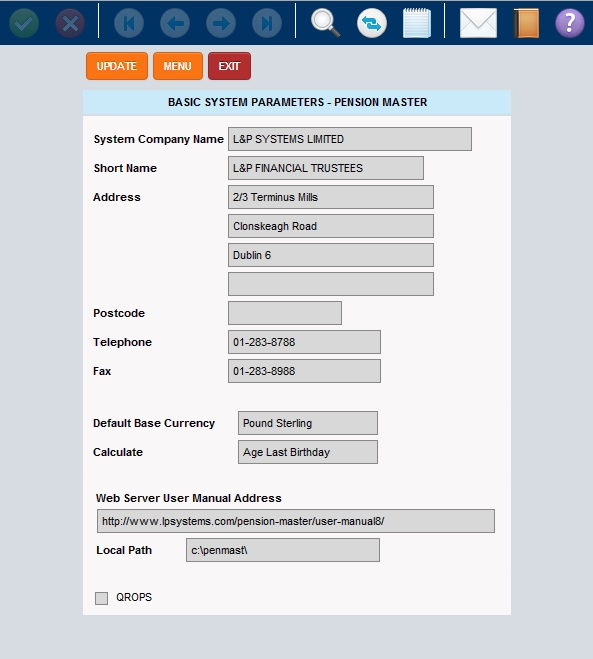 UPDATE MENU EXIT
BASIC SYSTEM PARAMETERS - PENSION MASTER
System Company Name L&P SYSTEMS LIMITED
Short Name L&P FINANCIAL TRUSTEES
Address 2/3 Terminus Mills
Clonskeagh Road
Dublin 6
Postcode
Telephone 01-283-8788
Fax 01-283-8988
Default Base Currency Pound Sterling
Calculate Age Last Birthday
Web Server User Manual Address
http://www.lpsystems.com/pension-master/user-manual8/
Local Path c:\penmast\
QROPS